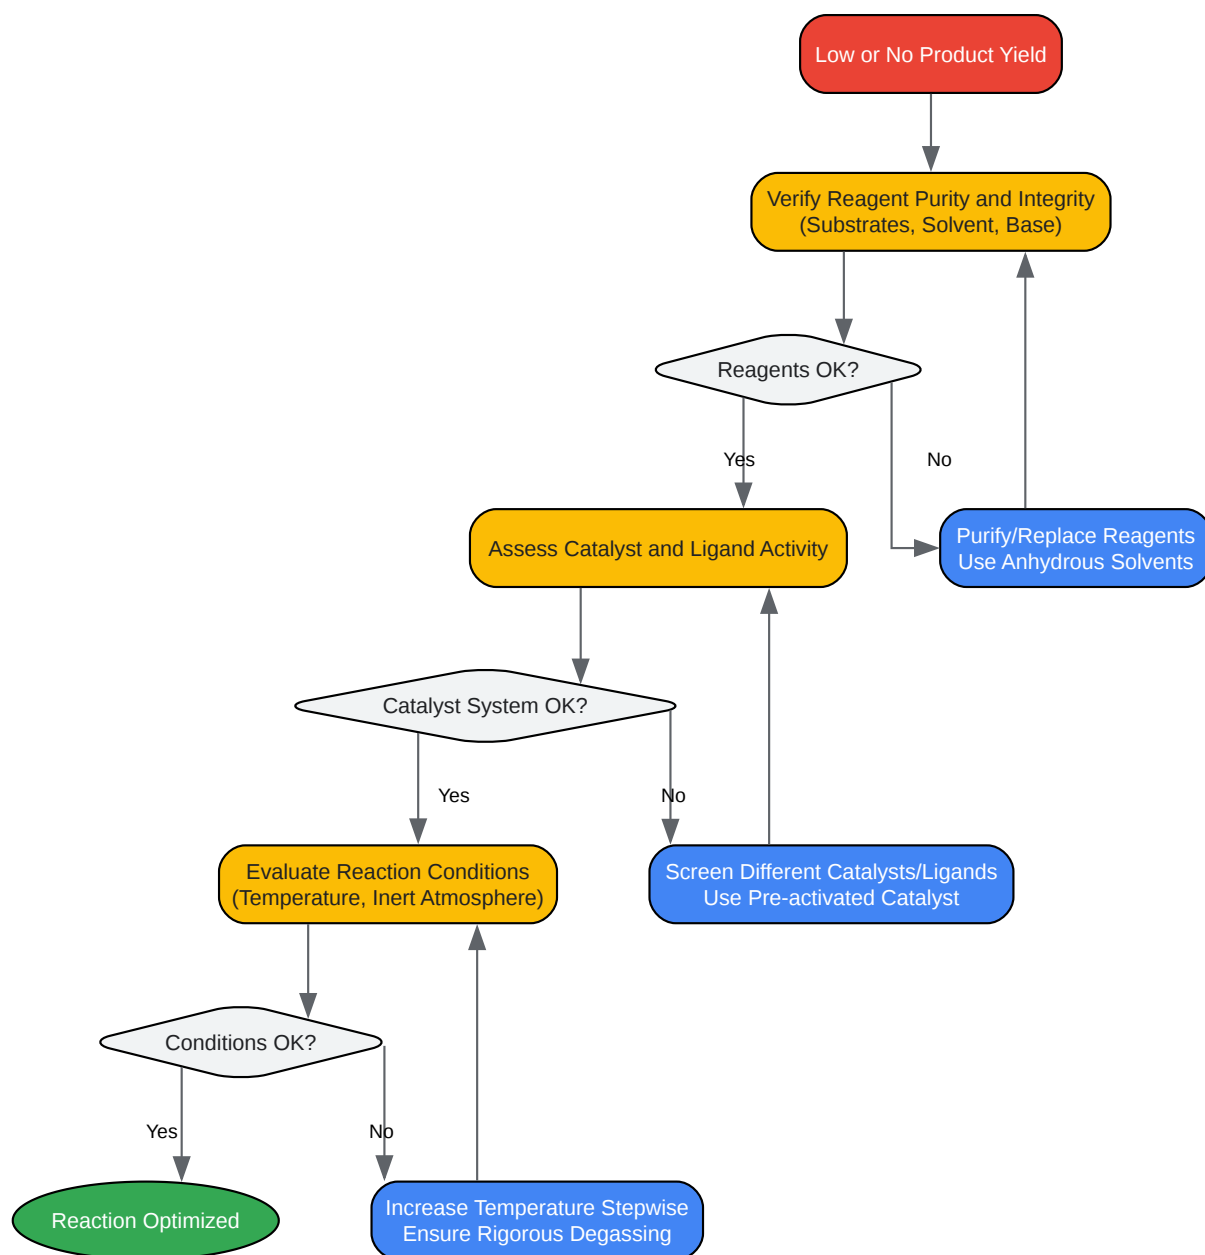 Low or No Product Yield
Verify Reagent Purity and Integrity
(Substrates, Solvent, Base)
Reagents OK?
Yes
No
Assess Catalyst and Ligand Activity
Purify/Replace Reagents
Use Anhydrous Solvents
Catalyst System OK?
Yes
No
Evaluate Reaction Conditions
(Temperature, Inert Atmosphere)
Screen Different Catalysts/Ligands
Use Pre-activated Catalyst
Conditions OK?
Yes
No
Reaction Optimized
Increase Temperature Stepwise
Ensure Rigorous Degassing